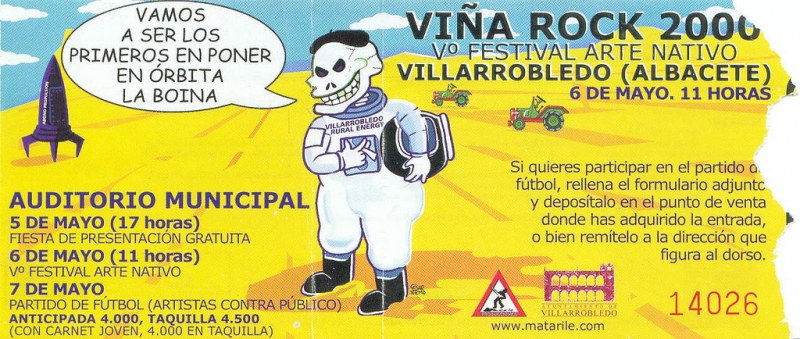 VAMOS
A SER LOS
PRIMEROS EN PONER
EN ÓRBITA
LA BOINA
VIÑA ROCK 2000
Vº FESTIVAL ARTE NATIVO
VILLARROBLEDO (ALBACETE)
6 DE MAYO. 11 HORAS
VILLARROBLEDO
RURAL ENERGY
Si quieres participar en el partido de
fútbol, rellena el formulario adjunto
y depositalo en el punto de venta
donde has adquirido la entrada,
o bien remítelo a la dirección que
figura al dorso.
AUDITORIO MUNICIPAL
5 DE MAYO (17 horas)
FIESTA DE PRESENTACIÓN GRATUITA
6 DE MAYO (11 horas)
Vº FESTIVAL ARTE NATIVO
7 DE MAYO
PARTIDO DE FÚTBOL (ARTISTAS CONTRA PÚBLICO)
ANTICIPADA 4.000, TAQUILLA 4.500
(CON CARNET JOVEN, 4.000 EN TAQUILLA)
www.matarile.com
AYUNTAMIENTO DE
VILLARROBLEDO
14026